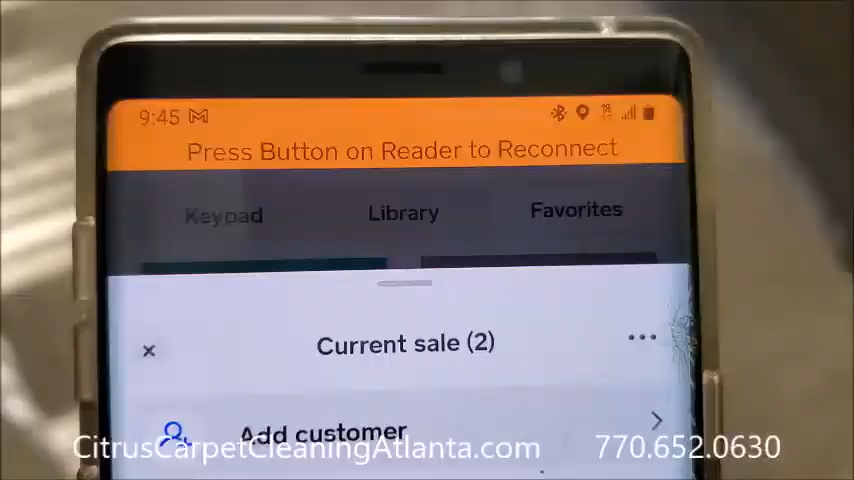 9:45
Press Button on Reader to Reconnect
Keypad Library Favorites
Current sale (2)
Add customer
CitrusCarpetCleaningAtlanta.com 770.652.0630